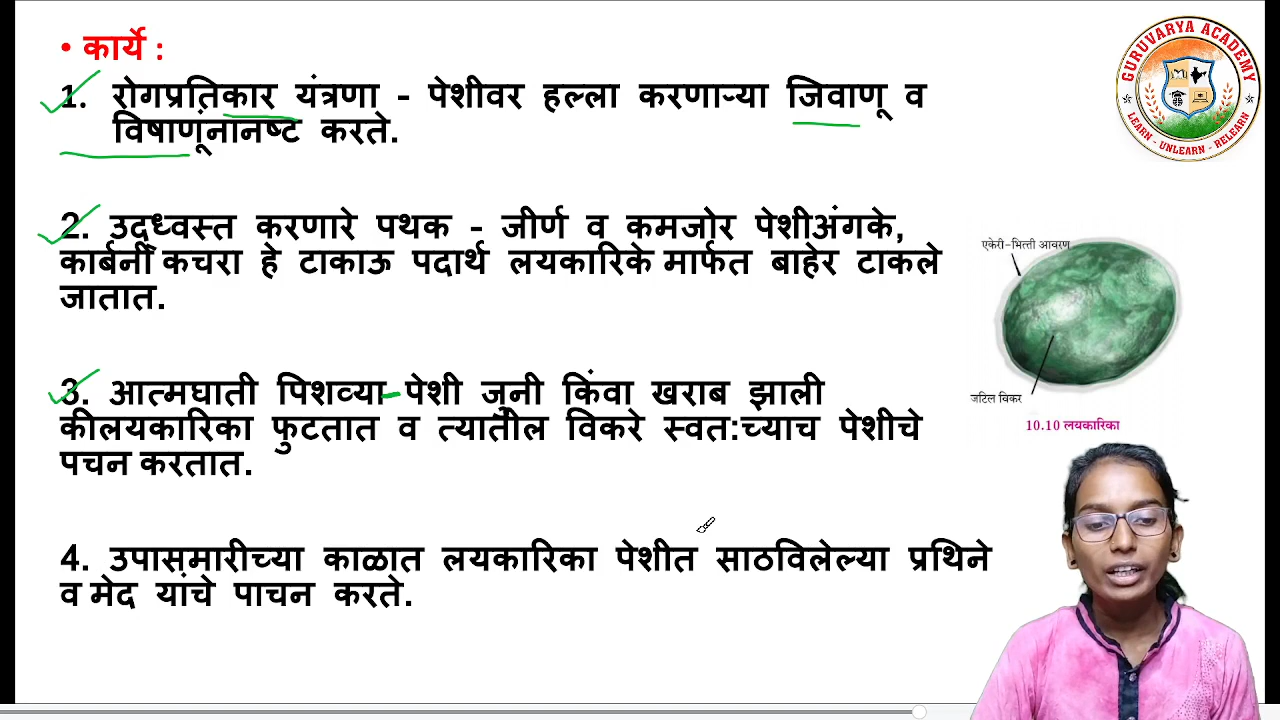 • कार्ये :
1. रोगप्रतिकार यंत्रणा - पेशीवर हल्ला करणाऱ्या जिवाणू व
विषाणूंनानष्ट करते.
2. उद्ध्वस्त करणारे पथक - जीर्ण व कमजोर पेशीअंगके,
कार्बनी कचरा हे टाकाऊ पदार्थ लयकारिके मार्फत बाहेर टाकले
जातात.
3. आत्मघाती पिशव्या-पेशी जुनी किंवा खराब झाली
कीलयकारिका फुटतात व त्यातील विकरे स्वत:च्याच पेशीचे
पचन करतात.
4. उपासमारीच्या काळात लयकारिका पेशीत साठविलेल्या प्रथिने
व मेद यांचे पाचन करते.
GURUVARYA ACADEMY
LEARN - UNLEARN - RELEARN
एकेरी-भित्ती आवरण
जटिल विकर
10.10 लयकारिका